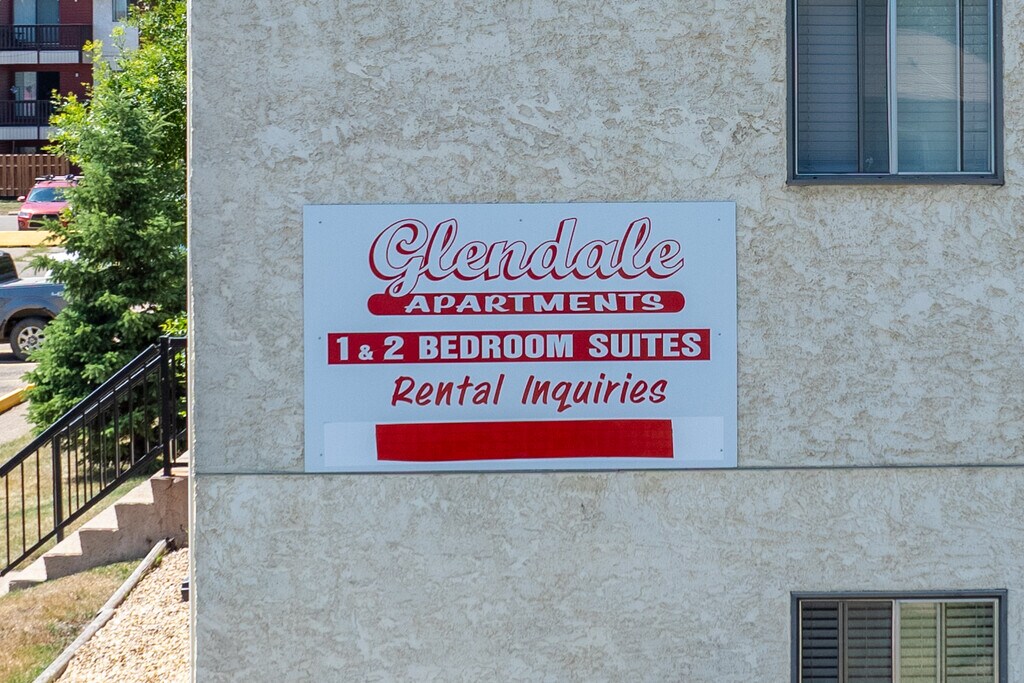 Glendale
APARTMENTS
1 & 2 BEDROOM SUITES
Rental Inquiries